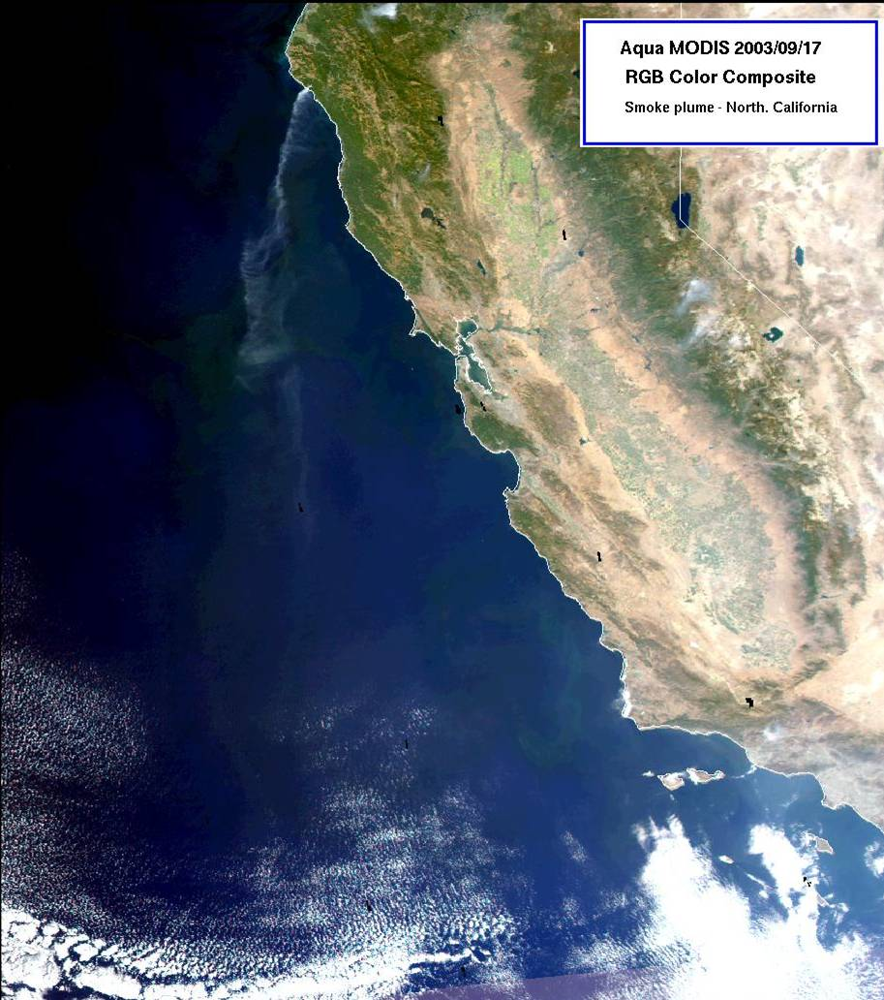 Aqua MODIS 2003/09/17
RGB Color Composite
Smoke plume - North. California